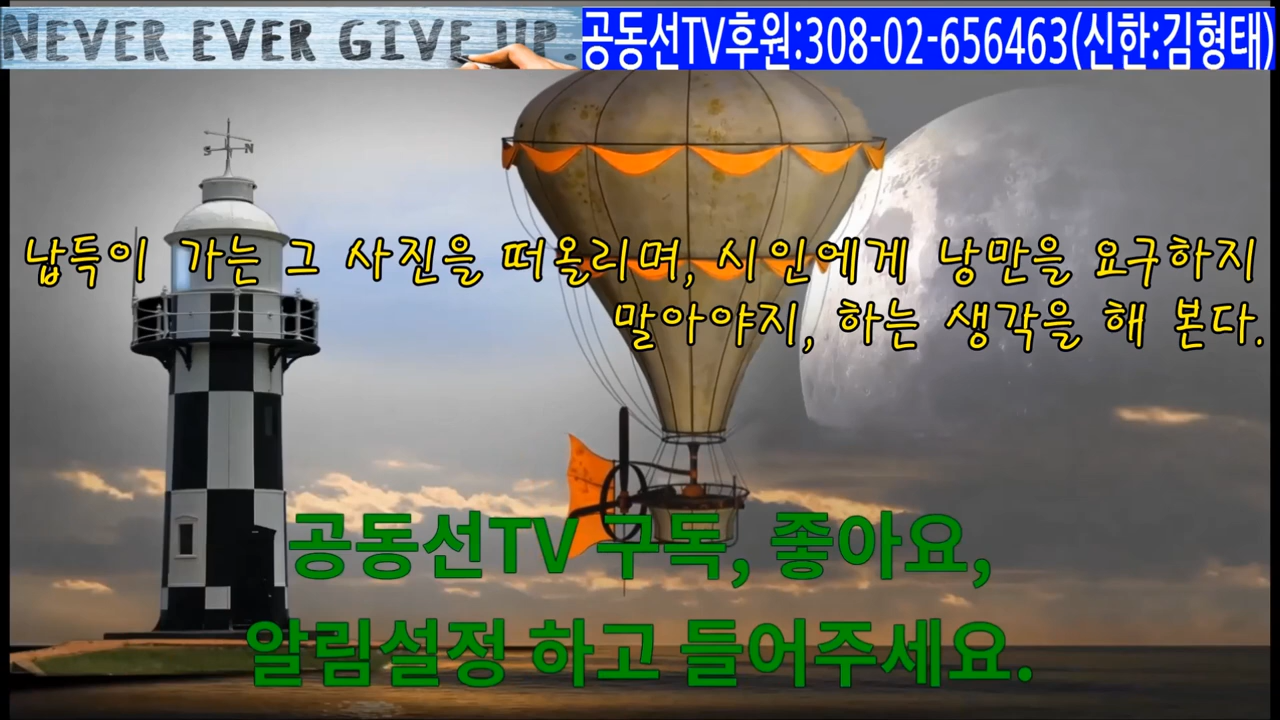 NEVER EVER GIVE UP.
공동선TV후원:308-02-656463(신한:김형태)
S N
납득이 가는 그 사진을 떠올리며, 시인에게 낭만을 요구하지
말아야지, 하는 생각을 해 본다.
공동선TV 구독, 좋아요,
알림설정 하고 들어주세요.